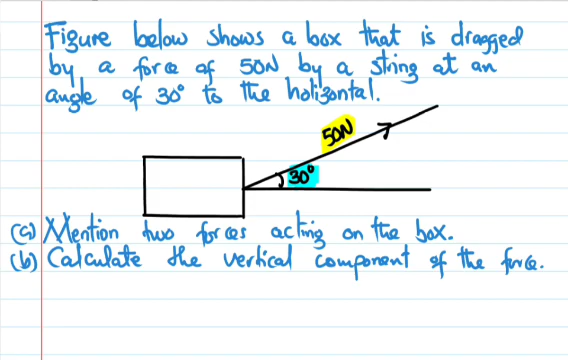 Figure below shows a box that is dragged
by a force of 50N by a string at an
angle of 30° to the holizontal.
50N
30°
(a) Mention two forces acting on the box.
(b) Calculate the vertical component of the force.